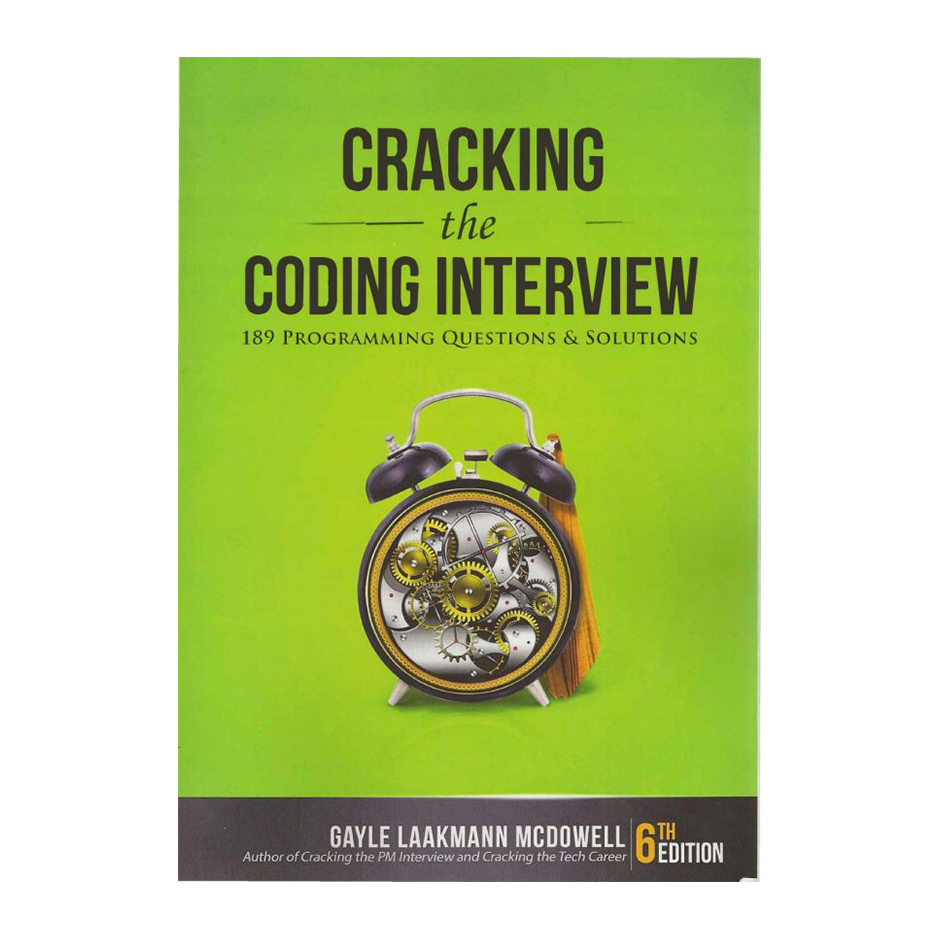 CRACKING
the
CODING INTERVIEW
189 PROGRAMMING QUESTIONS & SOLUTIONS
GAYLE LAAKMANN MCDOWELL
Author of Cracking the PM Interview and Cracking the Tech Career
6TH
EDITION